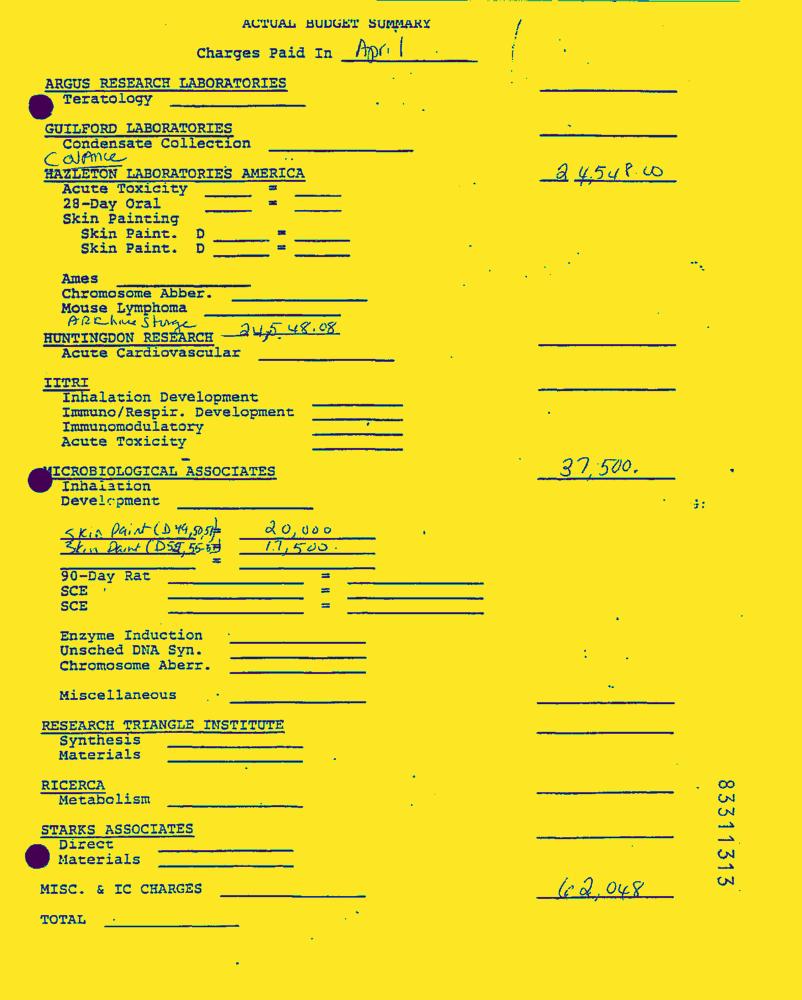 ACTUAL BUDGET SUMMARY
Charges Paid In April
ARGUS RESEARCH LABORATORIES
Teratology
GUILFORD LABORATORIES
Condensate Collection
Covance
HAZLETON LABORATORIES AMERICA 24,548.00
Acute Toxicity =
28-Day Oral =
Skin Painting
Skin Paint. D =
Skin Paint. D =
Ames
Chromosome Abber.
Mouse Lymphoma
Archive Storage 24,548.08
HUNTINGDON RESEARCH
Acute Cardiovascular
IITRI
Inhalation Development
Immuno/Respir. Development
Immunomodulatory
Acute Toxicity
MICROBIOLOGICAL ASSOCIATES 37,500.
Inhalation
Development
Skin Paint (D49,50,51) = 20,000
Skin Paint = 17,500.
=
90-Day Rat =
SCE =
SCE =
Enzyme Induction
Unsched DNA Syn.
Chromosome Aberr.
Miscellaneous
RESEARCH TRIANGLE INSTITUTE
Synthesis
Materials
RICERCA
Metabolism
STARKS ASSOCIATES
Direct
Materials
MISC. & IC CHARGES 62,048
TOTAL
83311313